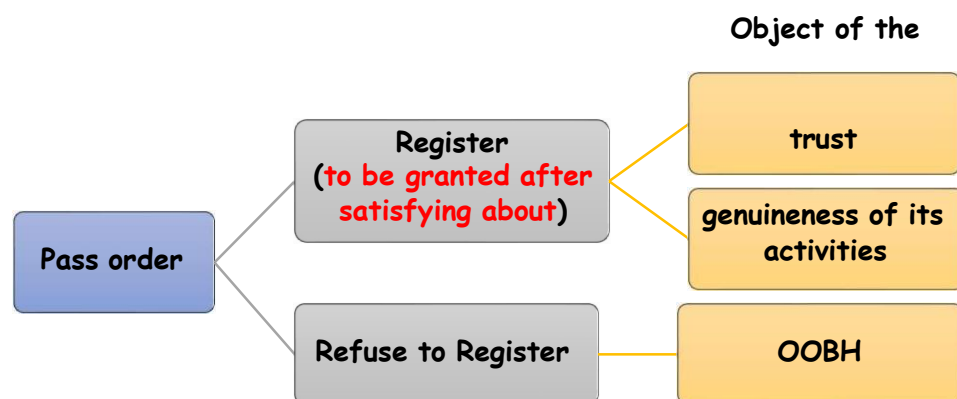 Object of the
trust
Register
(to be granted after
satisfying about)
genuineness of its
activities
Pass order
Refuse to Register
OOBH